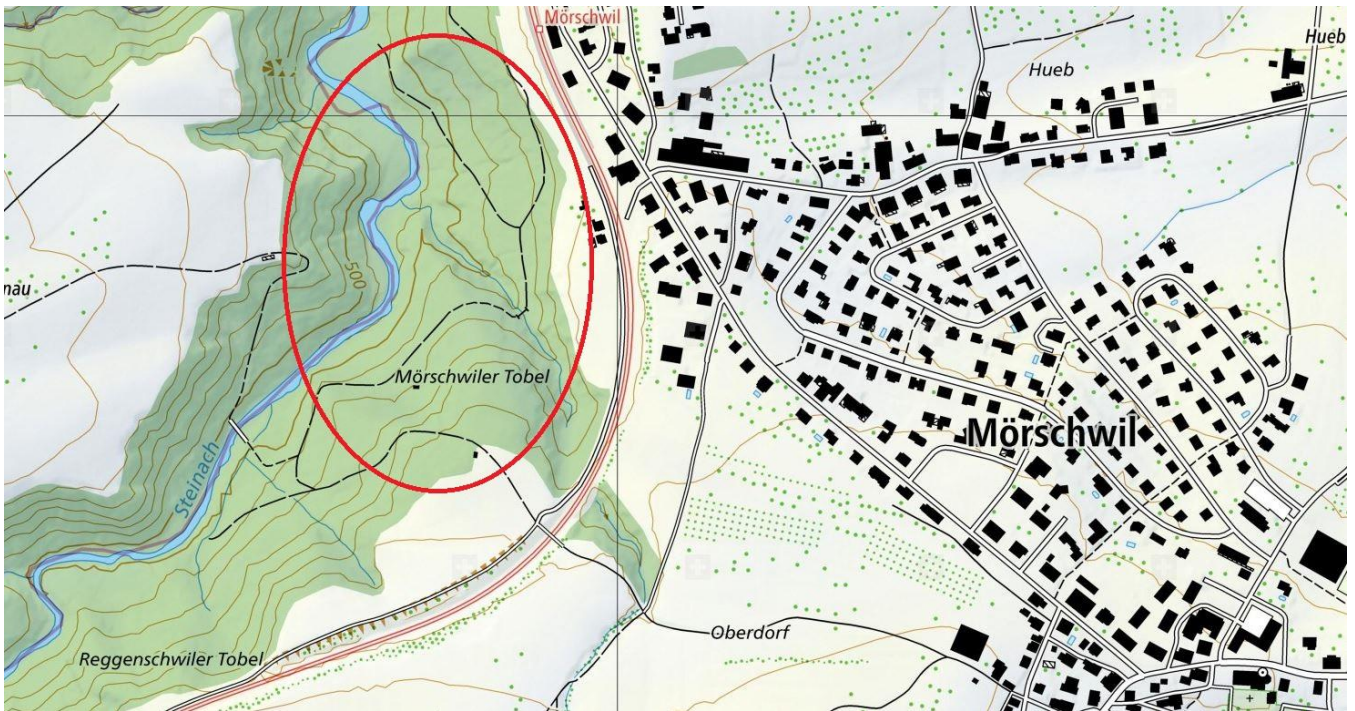 Mörschwil
Hueb
Hueb
500
nau
Mörschwiler Tobel
Mörschwil
Steinach
Oberdorf
Reggenschwiler Tobel